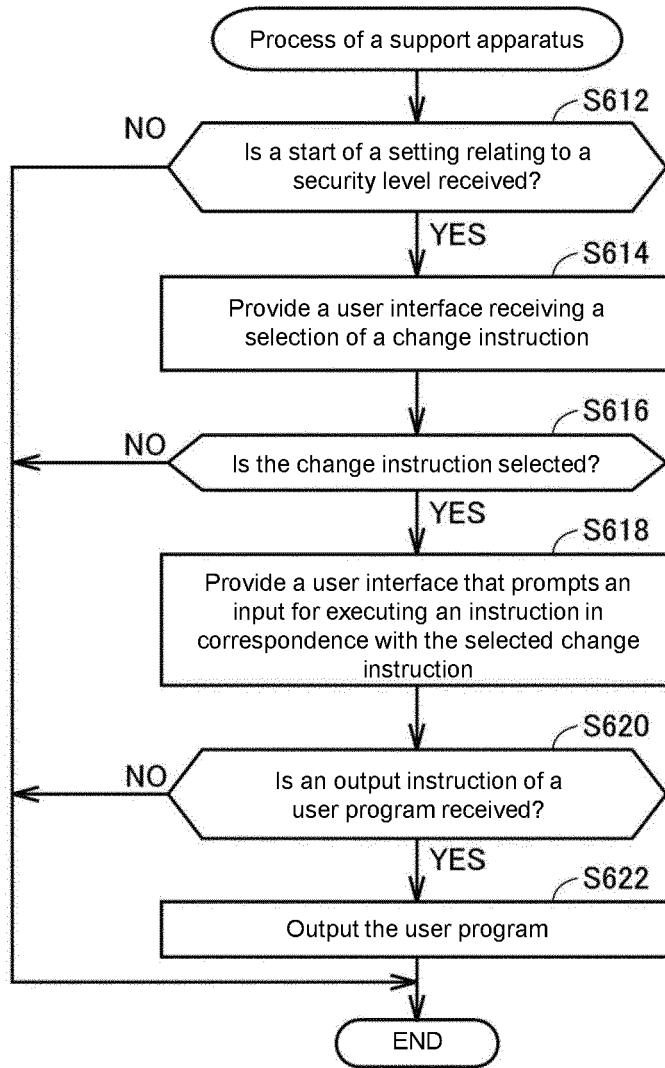 Process of a support apparatus
S612
NO
Is a start of a setting relating to a
security level received?
YES
S614
Provide a user interface receiving a
selection of a change instruction
S616
NO
Is the change instruction selected?
YES
S618
Provide a user interface that prompts an
input for executing an instruction in
correspondence with the selected change
instruction
S620
NO
Is an output instruction of a
user program received?
YES
S622
Output the user program
END